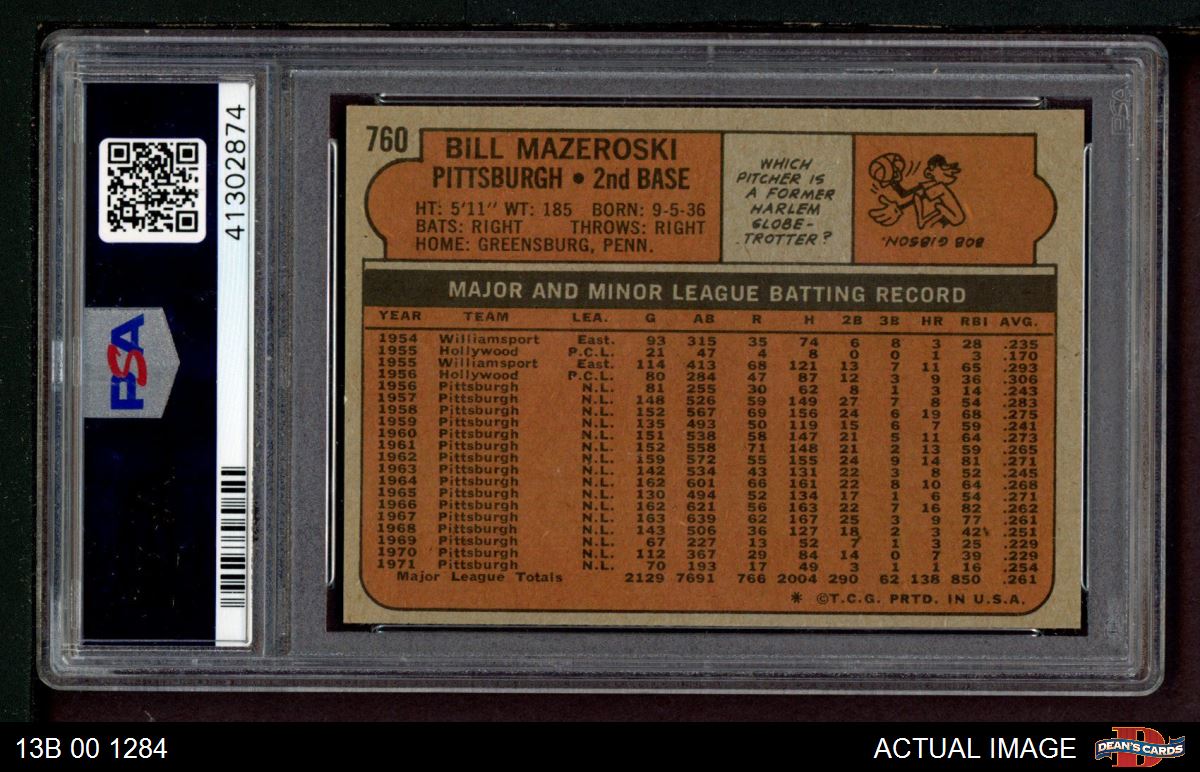 41302874
PSA
PSA
760
BILL MAZEROSKI
PITTSBURGH • 2nd BASE
HT: 5'11" WT: 185 BORN: 9-5-36
BATS: RIGHT THROWS: RIGHT
HOME: GREENSBURG, PENN.
WHICH
PITCHER IS
A FORMER
HARLEM
GLOBE-
TROTTER?
BOB GIBSON.
MAJOR AND MINOR LEAGUE BATTING RECORD
YEAR TEAM LEA. G AB R H 2B 3B HR RBI AVG.
1954 Williamsport East. 93 315 35 74 6 8 3 28 .235
1955 Hollywood P.C.L. 21 47 4 8 0 0 1 3 .170
1955 Williamsport East. 114 413 68 121 13 7 11 65 .293
1956 Hollywood P.C.L. 80 284 47 87 12 3 9 36 .306
1956 Pittsburgh N.L. 81 255 30 62 8 1 3 14 .243
1957 Pittsburgh N.L. 148 526 59 149 27 7 8 54 .283
1958 Pittsburgh N.L. 152 567 69 156 24 6 19 68 .275
1959 Pittsburgh N.L. 135 493 50 119 15 6 7 59 .241
1960 Pittsburgh N.L. 151 538 58 147 21 5 11 64 .273
1961 Pittsburgh N.L. 152 558 71 148 21 2 13 59 .265
1962 Pittsburgh N.L. 159 572 55 155 24 9 14 81 .271
1963 Pittsburgh N.L. 142 534 43 131 22 3 8 52 .245
1964 Pittsburgh N.L. 162 601 66 161 22 8 10 64 .268
1965 Pittsburgh N.L. 130 494 52 134 17 1 6 54 .271
1966 Pittsburgh N.L. 162 621 56 163 22 7 16 82 .262
1967 Pittsburgh N.L. 163 639 62 167 25 3 9 77 .261
1968 Pittsburgh N.L. 143 506 36 127 18 2 3 42 .251
1969 Pittsburgh N.L. 67 227 13 52 7 1 3 25 .229
1970 Pittsburgh N.L. 112 367 29 84 14 0 7 39 .229
1971 Pittsburgh N.L. 70 193 17 49 3 1 1 16 .254
Major League Totals 2129 7691 766 2004 290 62 138 850 .261
* ©T.C.G. PRTD. IN U.S.A.
13B 00 1284
ACTUAL IMAGE
D
DEAN'S CARDS